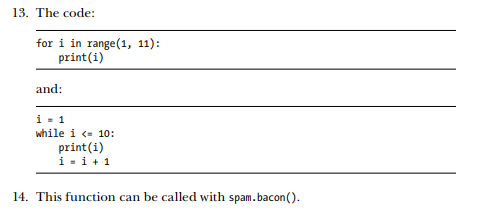 13. The code:
for i in range(1, 11):
    print(i)
and:
i = 1
while i <= 10:
    print(i)
    i = i + 1
14. This function can be called with spam.bacon().